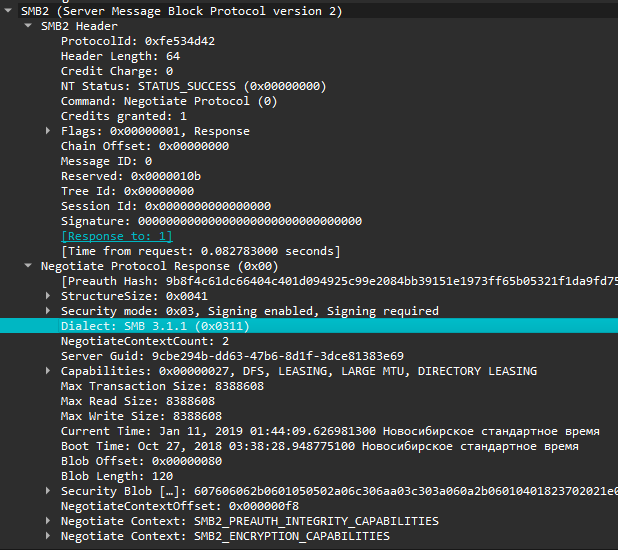 SMB2 (Server Message Block Protocol version 2)
SMB2 Header
ProtocolId: 0xfe534d42
Header Length: 64
Credit Charge: 0
NT Status: STATUS_SUCCESS (0x00000000)
Command: Negotiate Protocol (0)
Credits granted: 1
Flags: 0x00000001, Response
Chain Offset: 0x00000000
Message ID: 0
Reserved: 0x0000010b
Tree Id: 0x00000000
Session Id: 0x0000000000000000
Signature: 00000000000000000000000000000000
[Response to: 1]
[Time from request: 0.082783000 seconds]
Negotiate Protocol Response (0x00)
[Preauth Hash: 9b8f4c61dc66404c401d094925c99e2084bb39151e1973ff65b05321f1da9fd75
StructureSize: 0x0041
Security mode: 0x03, Signing enabled, Signing required
Dialect: SMB 3.1.1 (0x0311)
NegotiateContextCount: 2
Server Guid: 9cbe294b-dd63-47b6-8d1f-3dce81383e69
Capabilities: 0x00000027, DFS, LEASING, LARGE MTU, DIRECTORY LEASING
Max Transaction Size: 8388608
Max Read Size: 8388608
Max Write Size: 8388608
Current Time: Jan 11, 2019 01:44:09.626981300 Новосибирское стандартное время
Boot Time: Oct 27, 2018 03:38:28.948775100 Новосибирское стандартное время
Blob Offset: 0x00000080
Blob Length: 120
Security Blob […]: 607606062b0601050502a06c306aa03c303a060a2b06010401823702021e0
NegotiateContextOffset: 0x000000f8
Negotiate Context: SMB2_PREAUTH_INTEGRITY_CAPABILITIES
Negotiate Context: SMB2_ENCRYPTION_CAPABILITIES